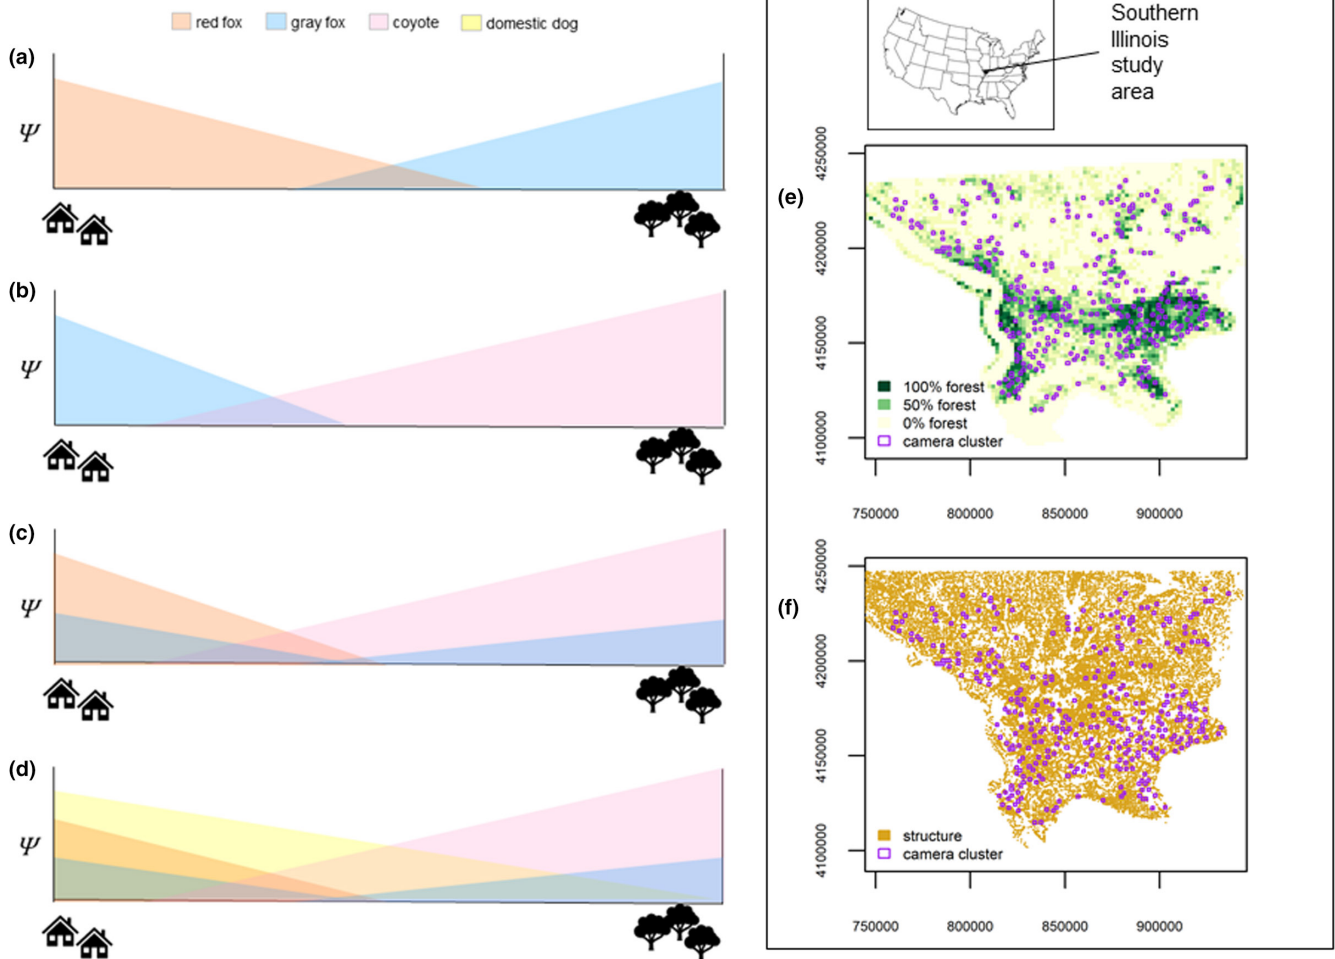 red fox
gray fox
coyote
domestic dog
(a)
Ψ
(b)
Ψ
(c)
Ψ
(d)
Ψ
Southern
Illinois
study
area
(e)
4250000
4200000
4150000
4100000
100% forest
50% forest
0% forest
camera cluster
750000
800000
850000
900000
(f)
4250000
4200000
4150000
4100000
structure
camera cluster
750000
800000
850000
900000